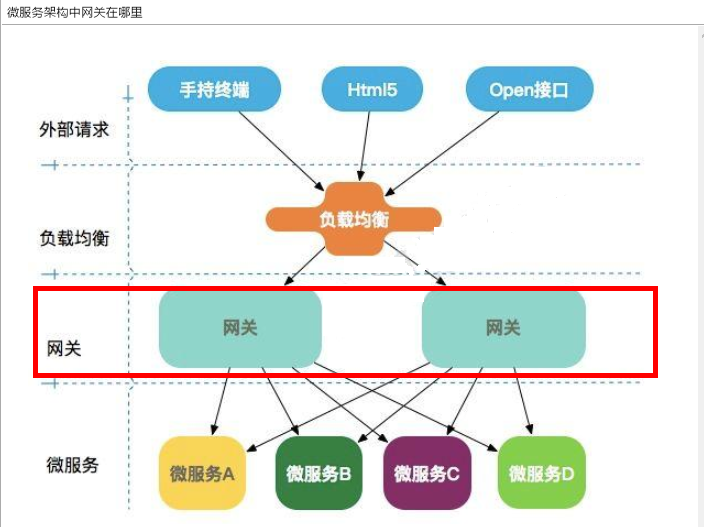 微服务架构中网关在哪里
手持终端 Html5 Open接口
外部请求
负载均衡
负载均衡
网关 网关
网关
微服务
微服务A 微服务B 微服务C 微服务D